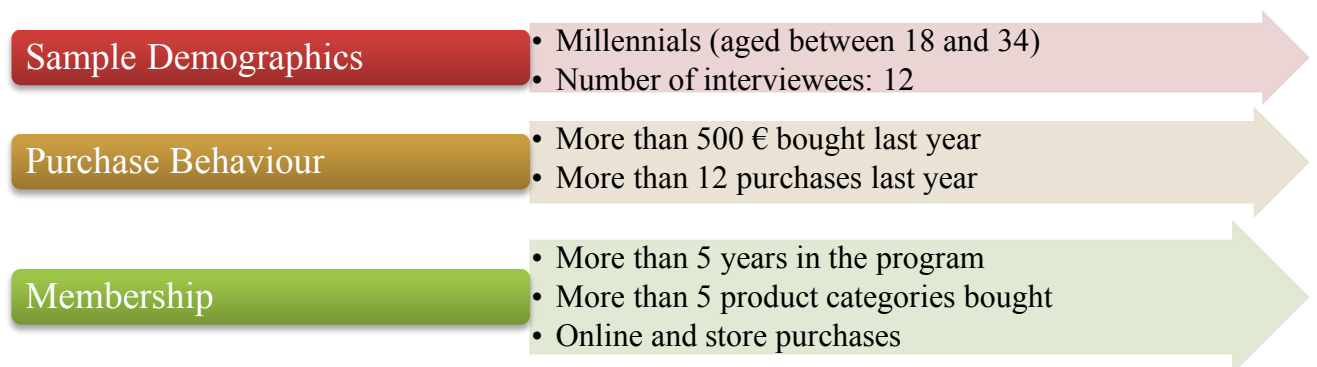 Sample Demographics
• Millennials (aged between 18 and 34)
• Number of interviewees: 12
Purchase Behaviour
• More than 500 € bought last year
• More than 12 purchases last year
Membership
• More than 5 years in the program
• More than 5 product categories bought
• Online and store purchases